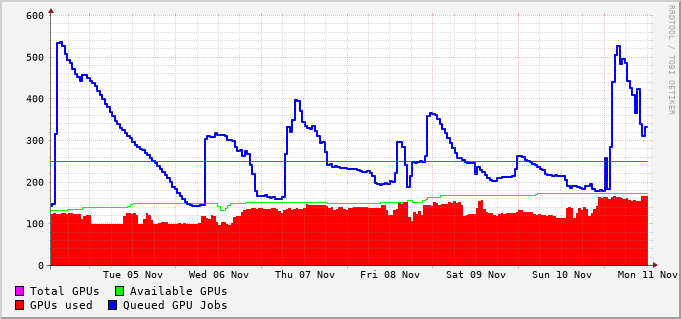 600
500
400
300
200
100
0
Tue 05 Nov Wed 06 Nov Thu 07 Nov Fri 08 Nov Sat 09 Nov Sun 10 Nov Mon 11 Nov
Total GPUs Available GPUs
GPUs used Queued GPU Jobs
RRDTOOL / TOBI OETIKER